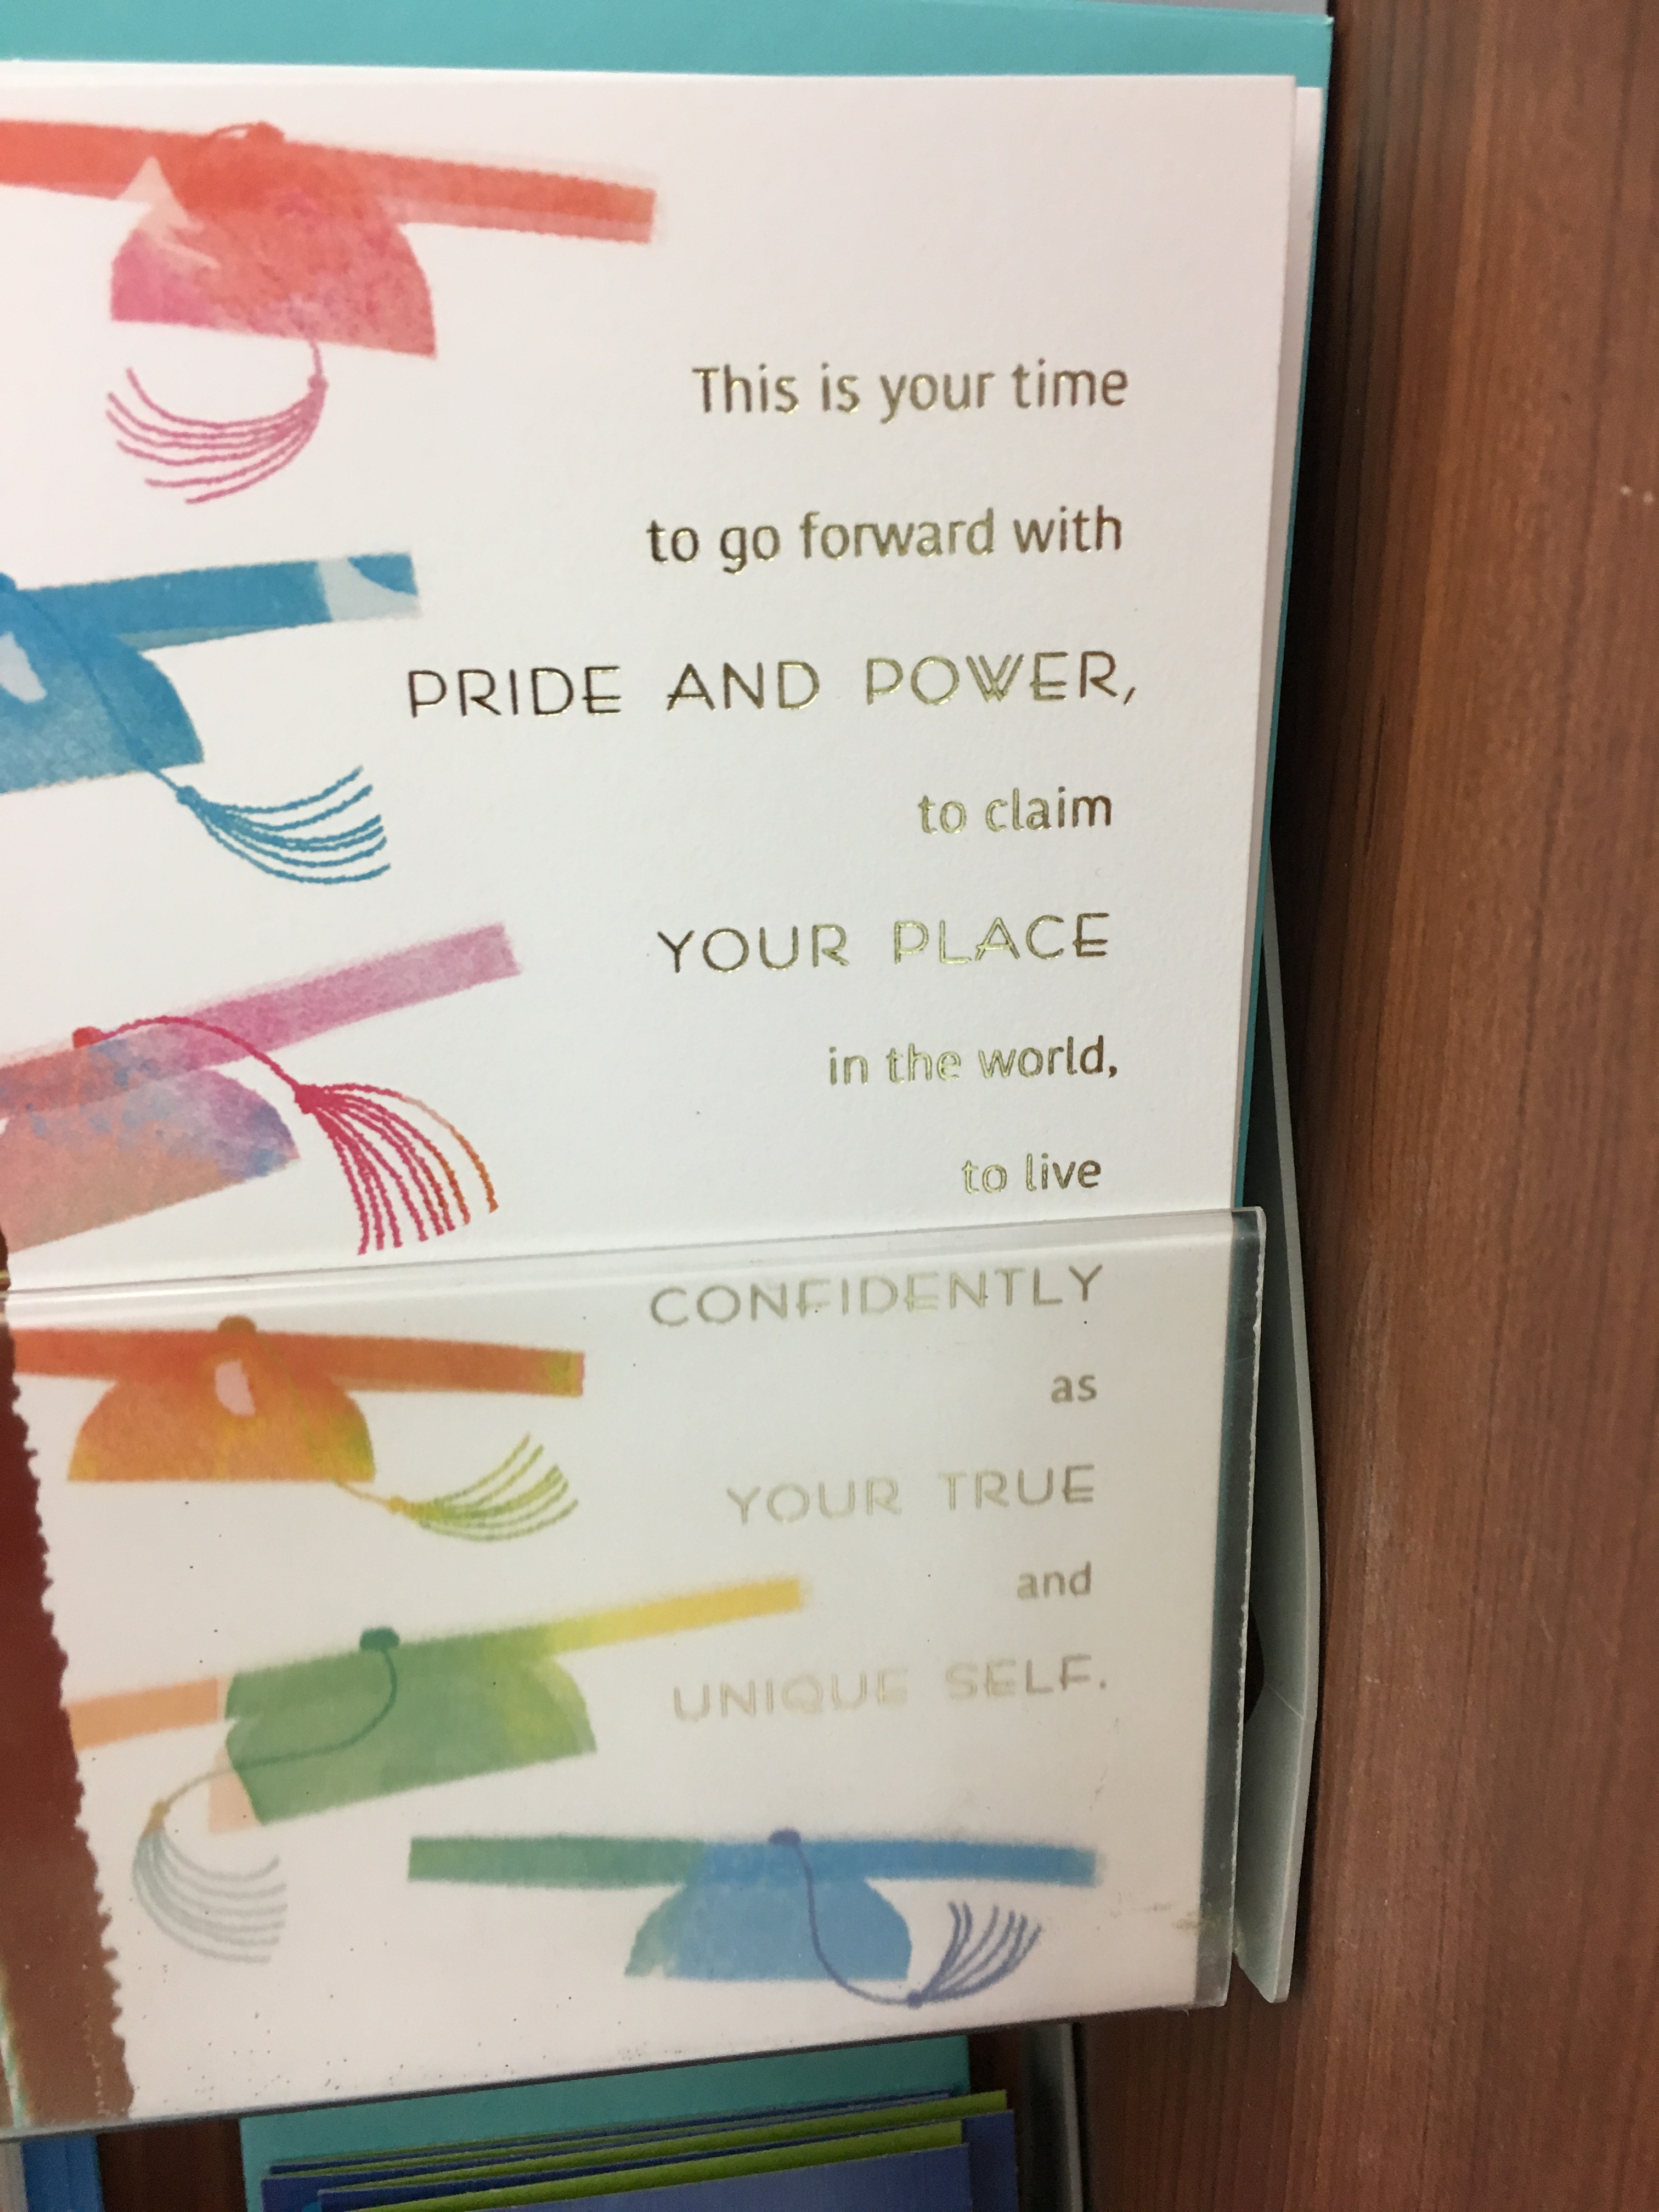 This is your time
to go forward with
PRIDE AND POWER,
to claim
YOUR PLACE
in the world,
to live
CONFIDENTLY
as
YOUR TRUE
and
UNIQUE SELF.